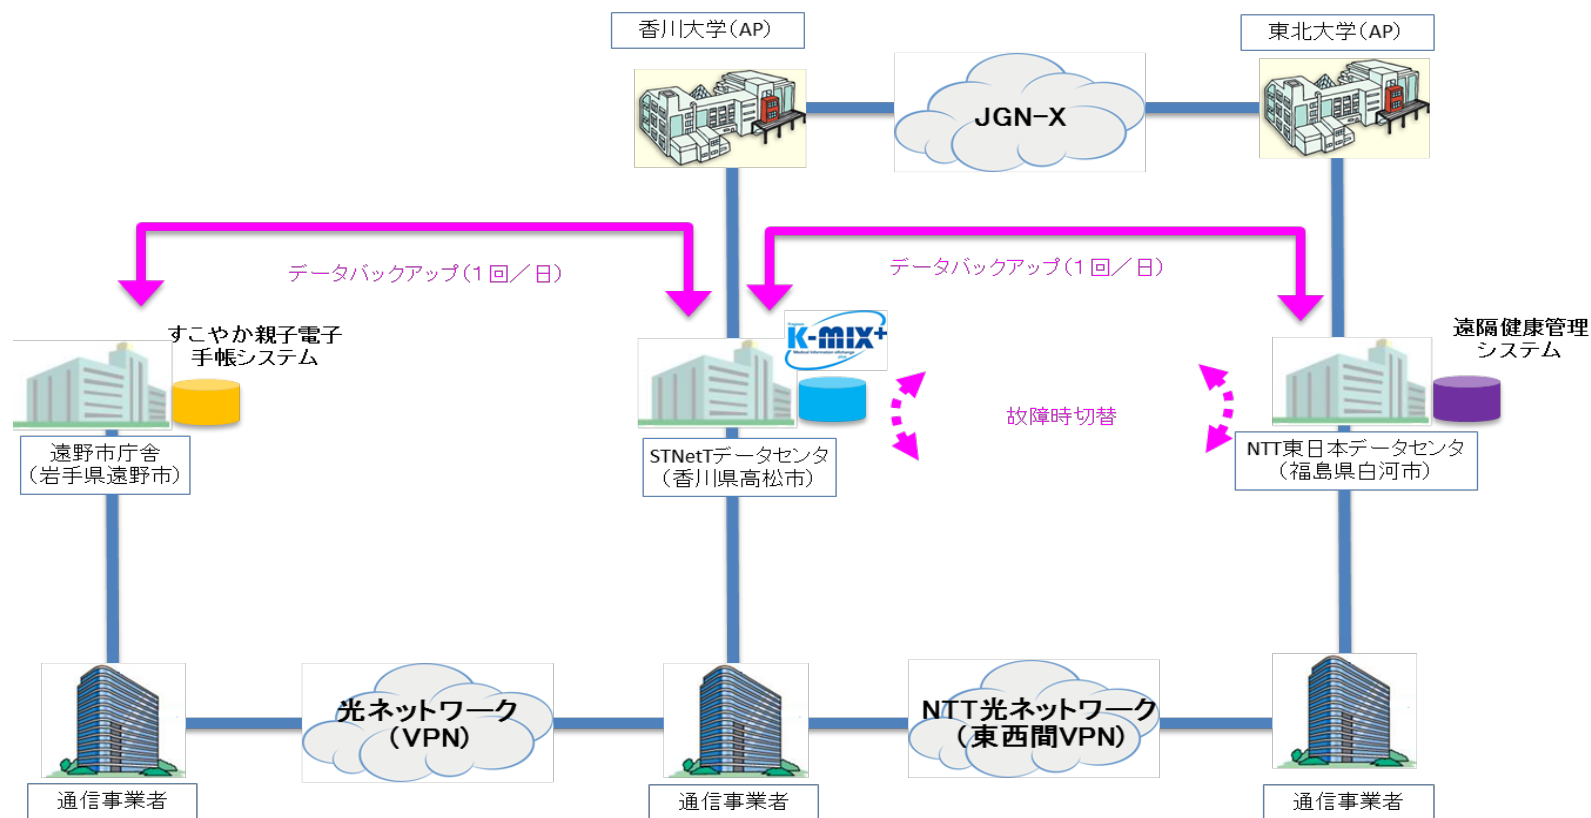 香川大学(AP)
東北大学(AP)
JGN-X
データバックアップ(１回／日)
データバックアップ(１回／日)
すこやか親子電子
手帳システム
K-MIX+
Medical Information eXchange
plus
遠隔健康管理
システム
故障時切替
遠野市庁舎
(岩手県遠野市)
STNetTデータセンタ
(香川県高松市)
NTT東日本データセンタ
(福島県白河市)
光ネットワーク
(VPN)
NTT光ネットワーク
(東西間VPN)
通信事業者
通信事業者
通信事業者